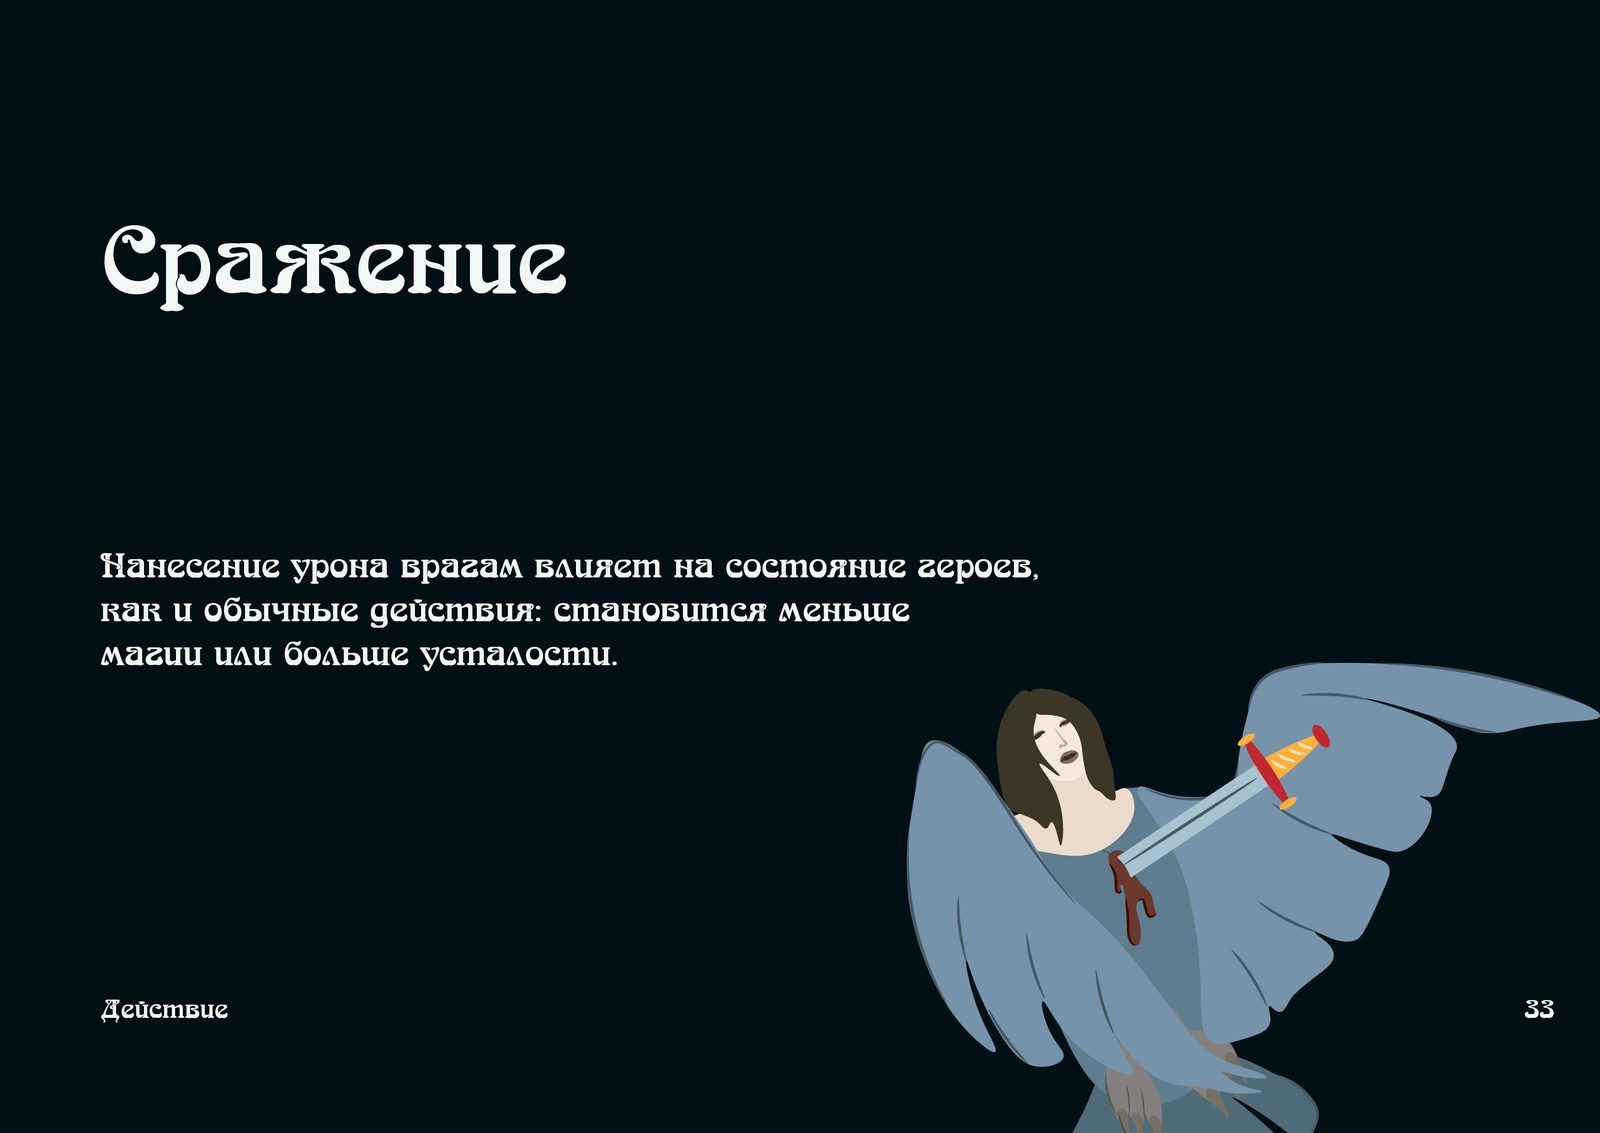 Сражение
Нанесение урона врагам влияет на состояние героев,
как и обычные действия: становится меньше
магии или больше усталости.
Действие
33